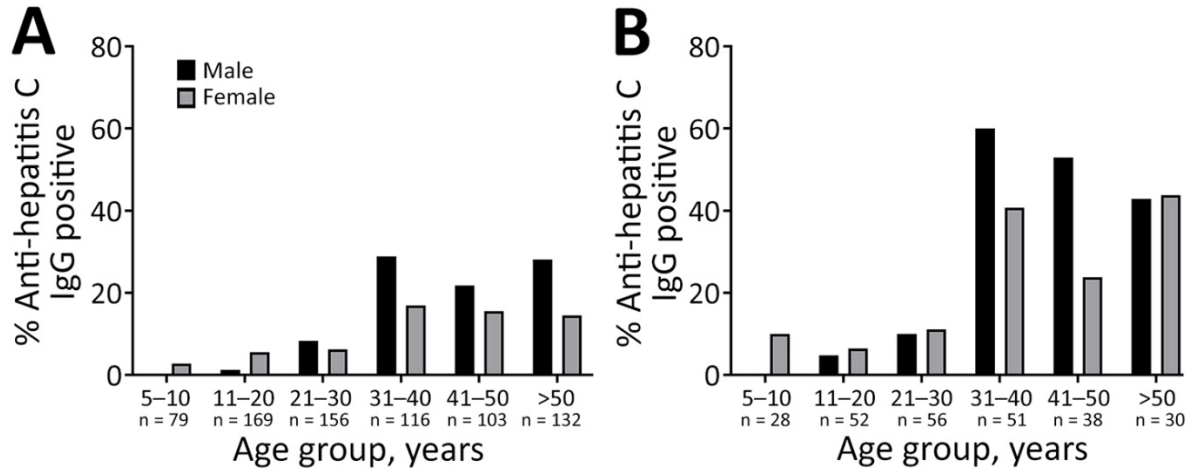 A
80
60
40
20
0
% Anti-hepatitis C
IgG positive
Male
Female
5–10 11–20 21–30 31–40 41–50 >50
n = 79 n = 169 n = 156 n = 116 n = 103 n = 132
Age group, years
B
80
60
40
20
0
% Anti-hepatitis C
IgG positive
5–10 11–20 21–30 31–40 41–50 >50
n = 28 n = 52 n = 56 n = 51 n = 38 n = 30
Age group, years